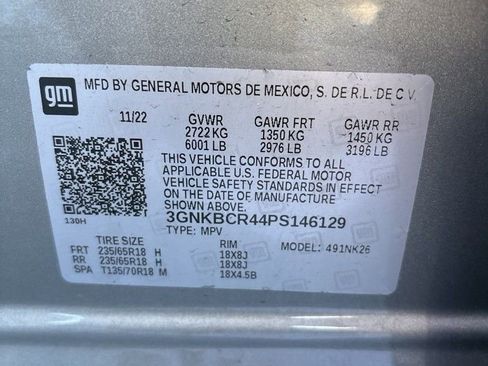 gm
MFD BY GENERAL MOTORS DE MEXICO, S. DE R.L. DE C.V.
11/22 GVWR GAWR FRT GAWR RR
2722 KG 1350 KG 1450 KG
6001 LB 2976 LB 3196 LB
THIS VEHICLE CONFORMS TO ALL
APPLICABLE U.S. FEDERAL MOTOR
VEHICLE SAFETY STANDARDS IN EFFECT
ON THE DATE OF MANUFACTURE
SHOWN ABOVE.
130H
3GNKBCR44PS146129
TYPE: MPV MODEL: 491NK26
TIRE SIZE RIM
FRT 235/65R18 H 18X8J
RR 235/65R18 H 18X8J
SPA T135/70R18 M 18X4.5B